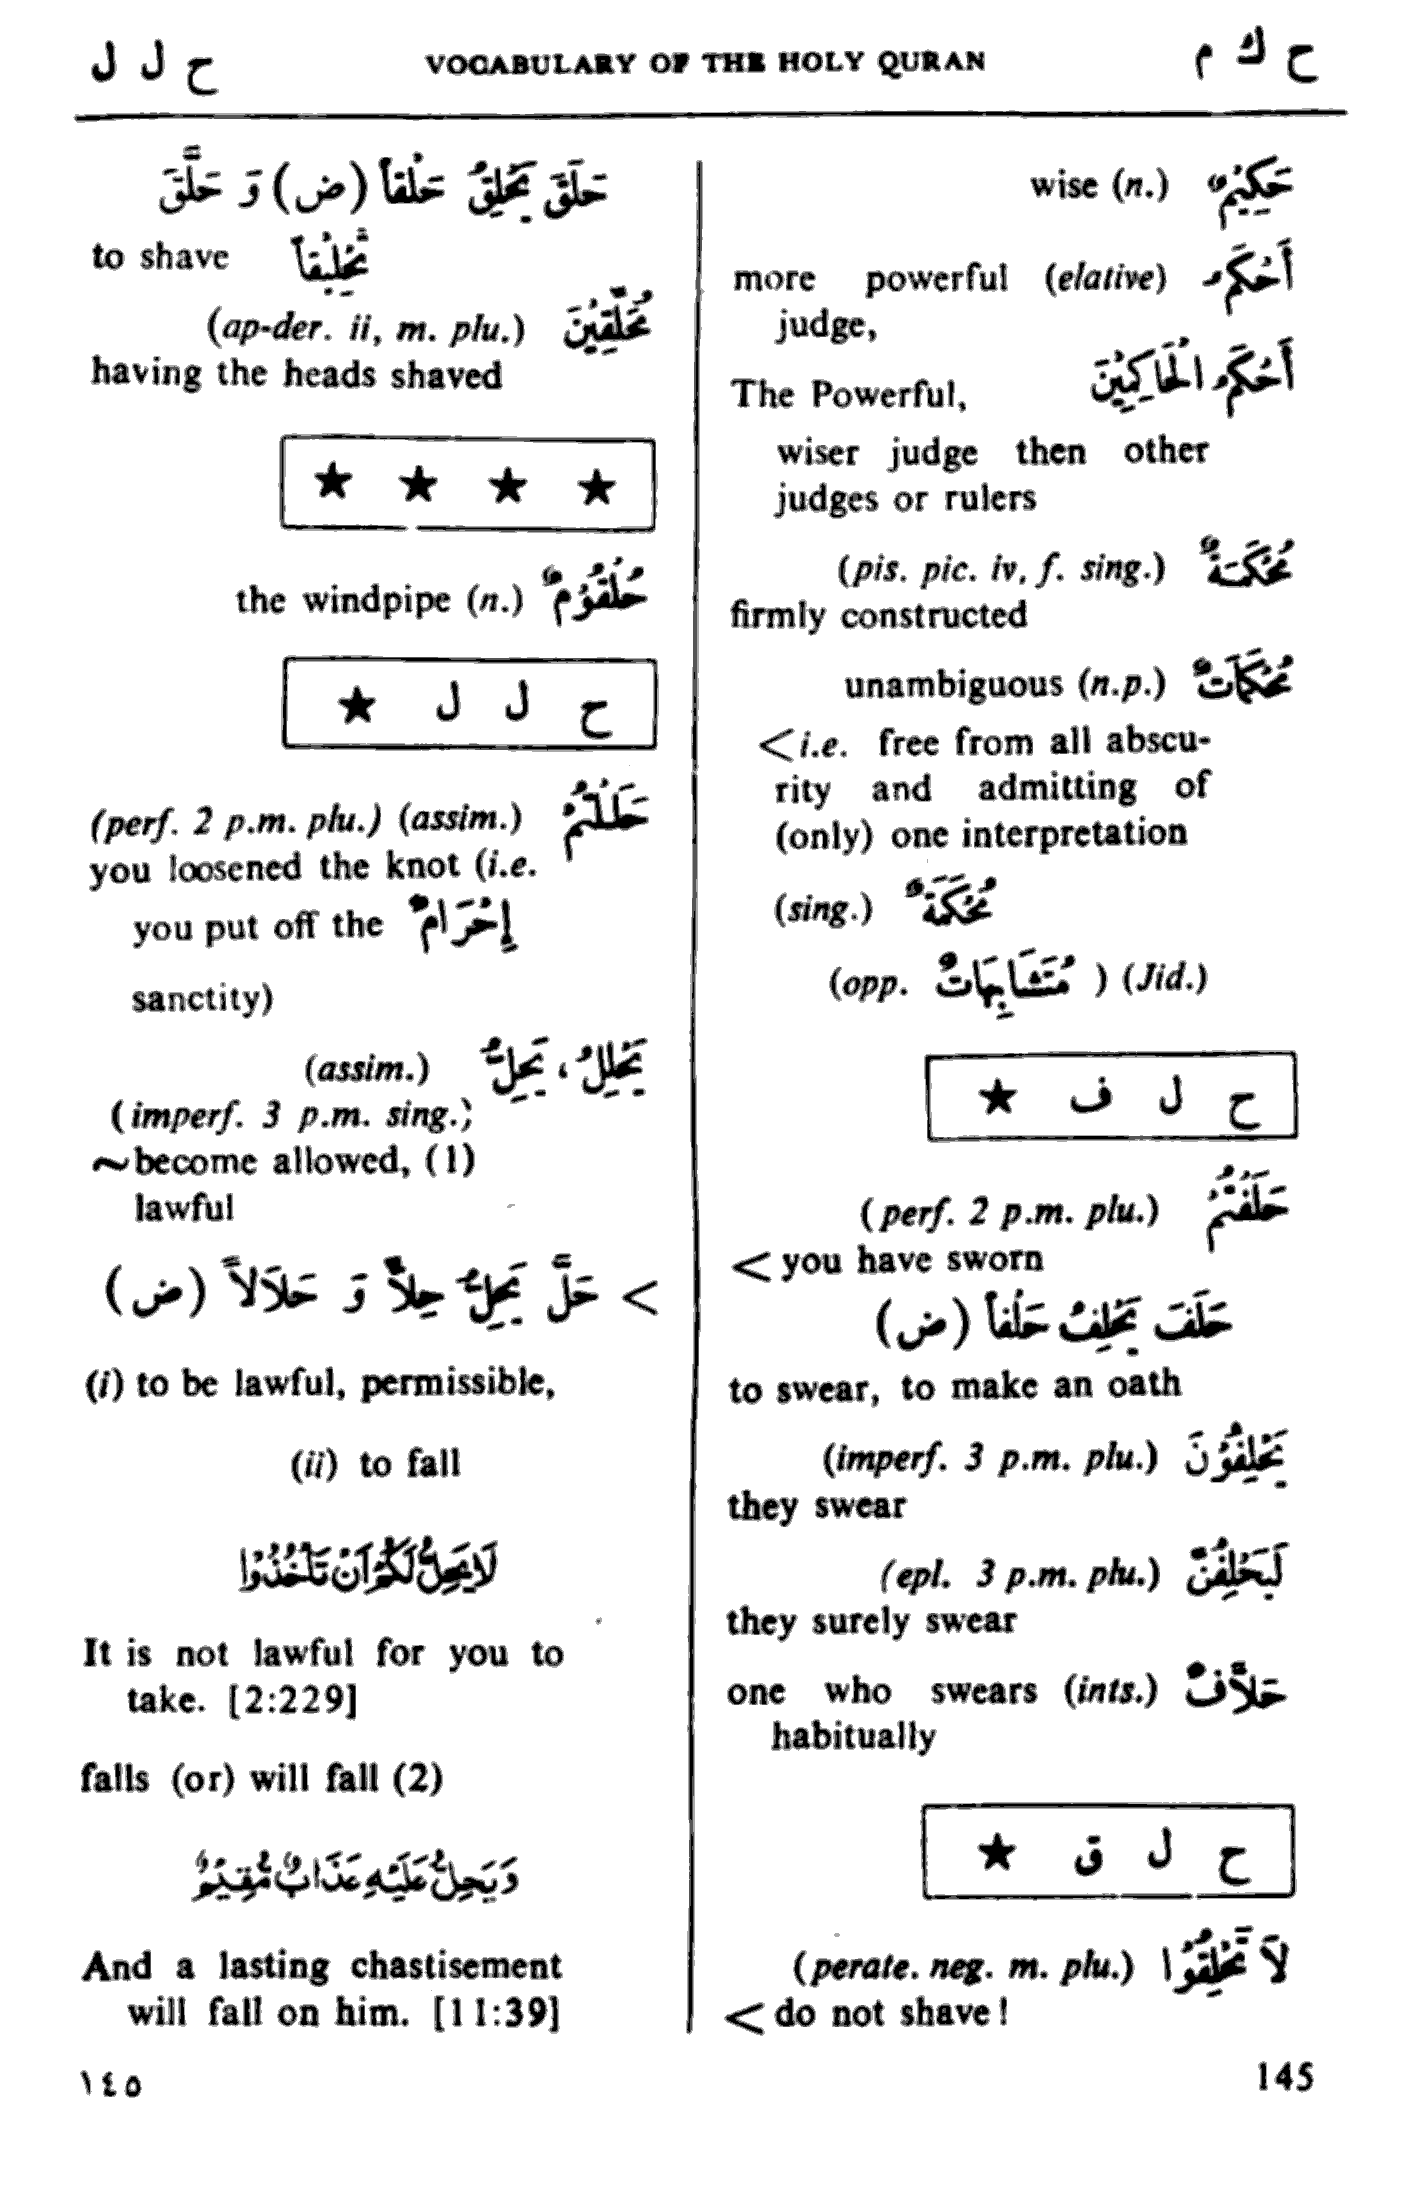 ح ك م VOCABULARY OF THE HOLY QURAN ح ل ل
wise (n.) حَكِيْمٌ
more powerful (elative) أَحْكَمُ
judge,
The Powerful, أَحْكَمُ الْحَاكِمِيْنَ
wiser judge then other
judges or rulers
(pis. pic. iv, f. sing.) مُحْكَمَةٌ
firmly constructed
unambiguous (n.p.) مُحْكَمَاتٌ
<i.e. free from all abscu-
rity and admitting of
(only) one interpretation
(sing.) مُحْكَمَةٌ
(opp. مُتَشَابِهَاتٌ ) (Jid.)
ح ل ف ★
(perf. 2 p.m. plu.) حَلَفْتُمْ
< you have sworn
حَلَفَ يَحْلِفُ حَلْفاً (ض)
to swear, to make an oath
(imperf. 3 p.m. plu.) يَحْلِفُوْنَ
they swear
(epl. 3 p.m. plu.) لَيَحْلِفُنَّ
they surely swear
one who swears (ints.) حَلاَّفٌ
habitually
ح ل ق ★
(perate. neg. m. plu.) لاَ تَحْلِقُوْا
< do not shave!
حَلَقَ يَحْلِقُ حَلْقاً (ض) وَ حَلَّقَ
to shave تَحْلِيْقاً
(ap-der. ii, m. plu.) مُحَلِّقِيْنَ
having the heads shaved
★ ★ ★ ★
the windpipe (n.) حُلْقُوْمٌ
ح ل ل ★
(perf. 2 p.m. plu.) (assim.) حَلَلْتُمْ
you loosened the knot (i.e.
you put off the إِحْرَامٌ
sanctity)
(assim.) يَحْلِلُ ، يَحِلُّ
(imperf. 3 p.m. sing.)
~become allowed, (1)
lawful
< حَلَّ يَحِلُّ حِلاًّ وَ حَلاَلاً (ض)
(i) to be lawful, permissible,
(ii) to fall
لَا يَحِلُّ لَكُمْ اَنْ تَاْخُذُوْا
It is not lawful for you to
take. [2:229]
falls (or) will fall (2)
وَيَحِلُّ عَلَيْهِ عَذَابٌ مُّقِيْمٌ
And a lasting chastisement
will fall on him. [11:39]
١٤٥ 145